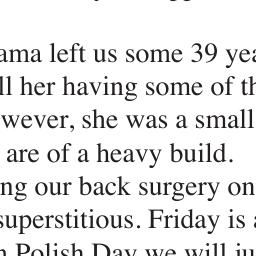 ama left us some 39 yea
ll her having some of th
wever, she was a small
are of a heavy build.
ng our back surgery on
superstitious. Friday is a
n Polish Day we will ju